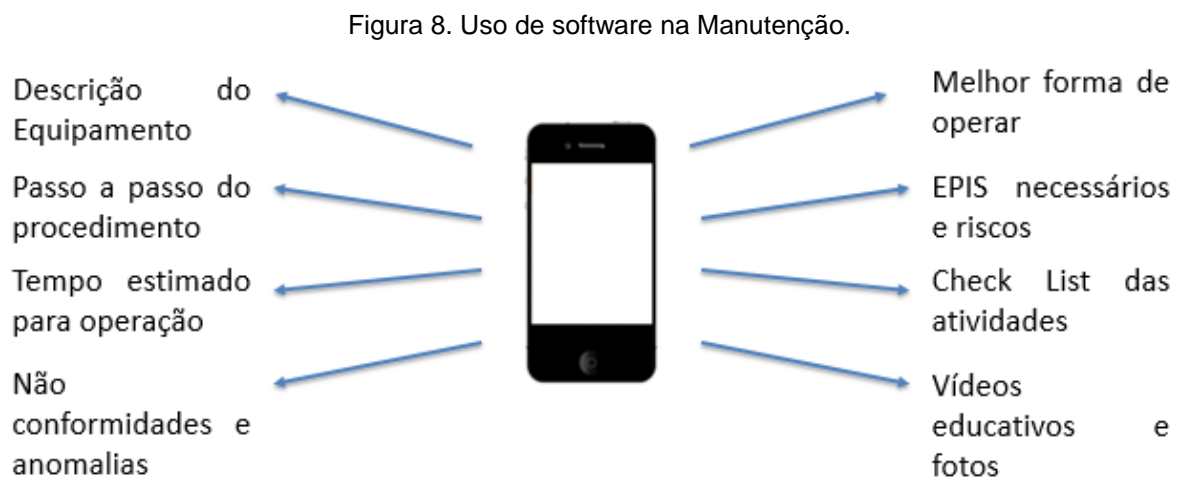 Figura 8. Uso de software na Manutenção.
Descrição do
Equipamento
Passo a passo do
procedimento
Tempo estimado
para operação
Não
conformidades e
anomalias
Melhor forma de
operar
EPIS necessários
e riscos
Check List das
atividades
Vídeos
educativos e
fotos